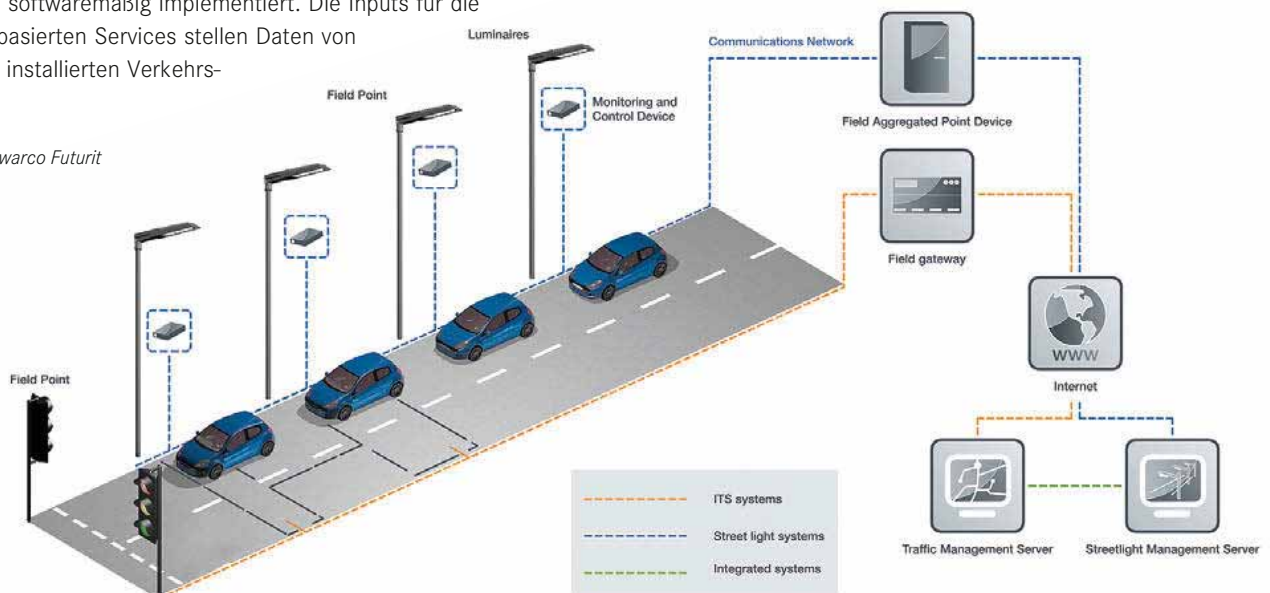 softwaremäßig implementiert. Die Inputs für die
basierten Services stellen Daten von
installierten Verkehrs-
warco Futurit
Luminaires
Communications Network
Field Point
Monitoring and
Control Device
Field Aggregated Point Device
Field gateway
Field Point
WWW
Internet
ITS systems
Street light systems
Integrated systems
Traffic Management Server
Streetlight Management Server